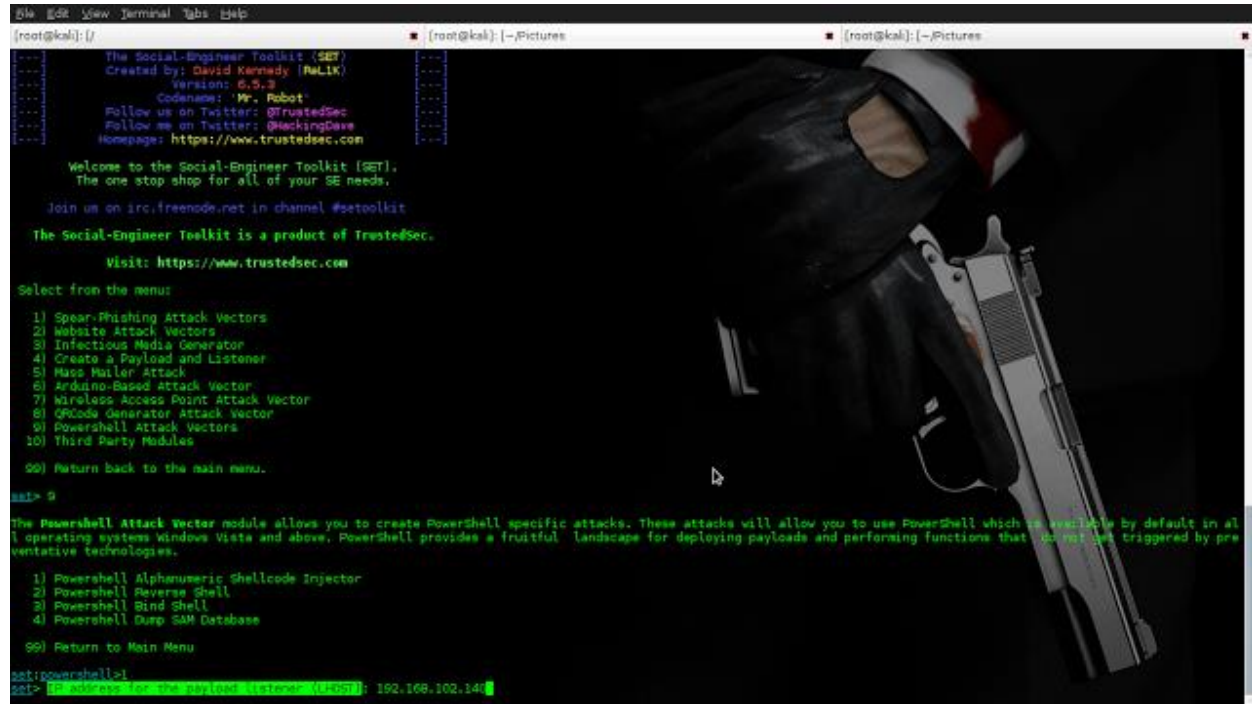 File Edit View Terminal Tabs Help
[root@kali]: [/
[root@kali]: [~/Pictures
[root@kali]: [~/Pictures
[---] The Social-Engineer Toolkit (SET) [---]
[---] Created by: David Kennedy (ReL1K) [---]
[---] Version: 6.5.3 [---]
[---] Codename: 'Mr. Robot' [---]
[---] Follow us on Twitter: @TrustedSec [---]
[---] Follow me on Twitter: @HackingDave [---]
[---] Homepage: https://www.trustedsec.com [---]
Welcome to the Social-Engineer Toolkit (SET).
The one stop shop for all of your SE needs.
Join us on irc.freenode.net in channel #setoolkit
The Social-Engineer Toolkit is a product of TrustedSec.
Visit: https://www.trustedsec.com
Select from the menu:
1) Spear-Phishing Attack Vectors
2) Website Attack Vectors
3) Infectious Media Generator
4) Create a Payload and Listener
5) Mass Mailer Attack
6) Arduino-Based Attack Vector
7) Wireless Access Point Attack Vector
8) QRCode Generator Attack Vector
9) Powershell Attack Vectors
10) Third Party Modules
99) Return back to the main menu.
set> 9
The Powershell Attack Vector module allows you to create PowerShell specific attacks. These attacks will allow you to use PowerShell which is available by default in al
l operating systems Windows Vista and above. PowerShell provides a fruitful landscape for deploying payloads and performing functions that do not get triggered by pre
ventative technologies.
1) Powershell Alphanumeric Shellcode Injector
2) Powershell Reverse Shell
3) Powershell Bind Shell
4) Powershell Dump SAM Database
99) Return to Main Menu
set:powershell>1
set> IP address for the payload listener (LHOST): 192.168.102.140